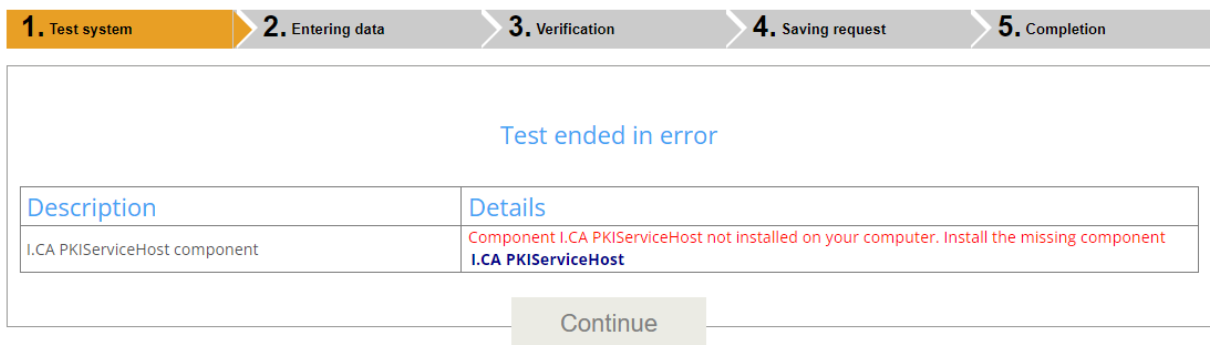 1. Test system
2. Entering data
3. Verification
4. Saving request
5. Completion
Test ended in error
Description
Details
I.CA PKIServiceHost component
Component I.CA PKIServiceHost not installed on your computer. Install the missing component
I.CA PKIServiceHost
Continue